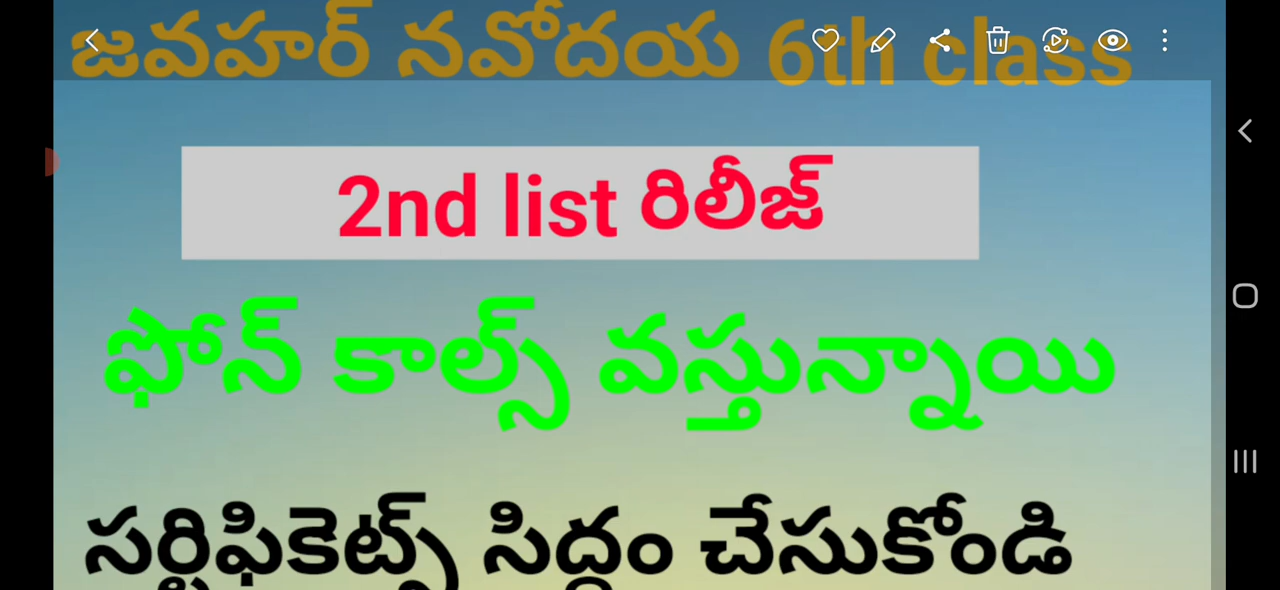 జవహర్ నవోదయ 6th class
2nd list రిలీజ్
ఫోన్ కాల్స్ వస్తున్నాయి
సర్టిఫికెట్స్ సిద్ధం చేసుకోండి